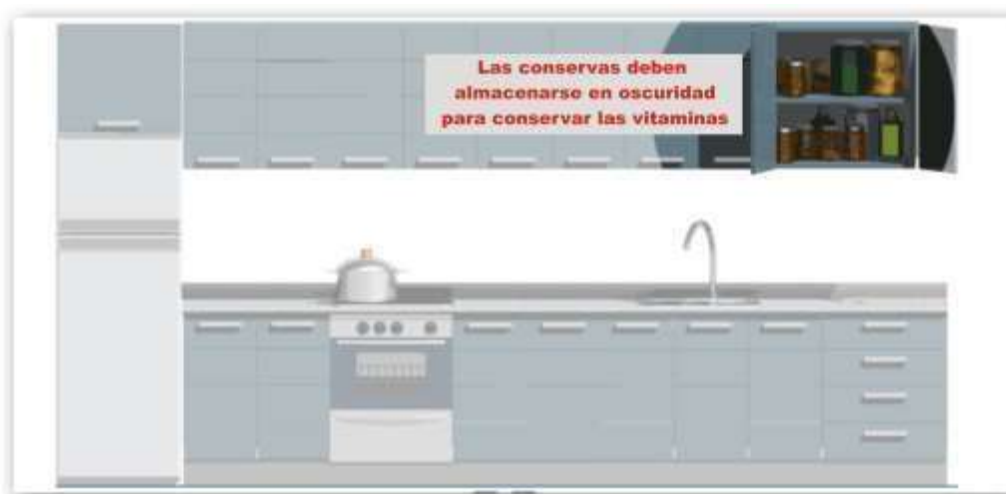 Las conservas deben
almacenarse en oscuridad
para conservar las vitaminas